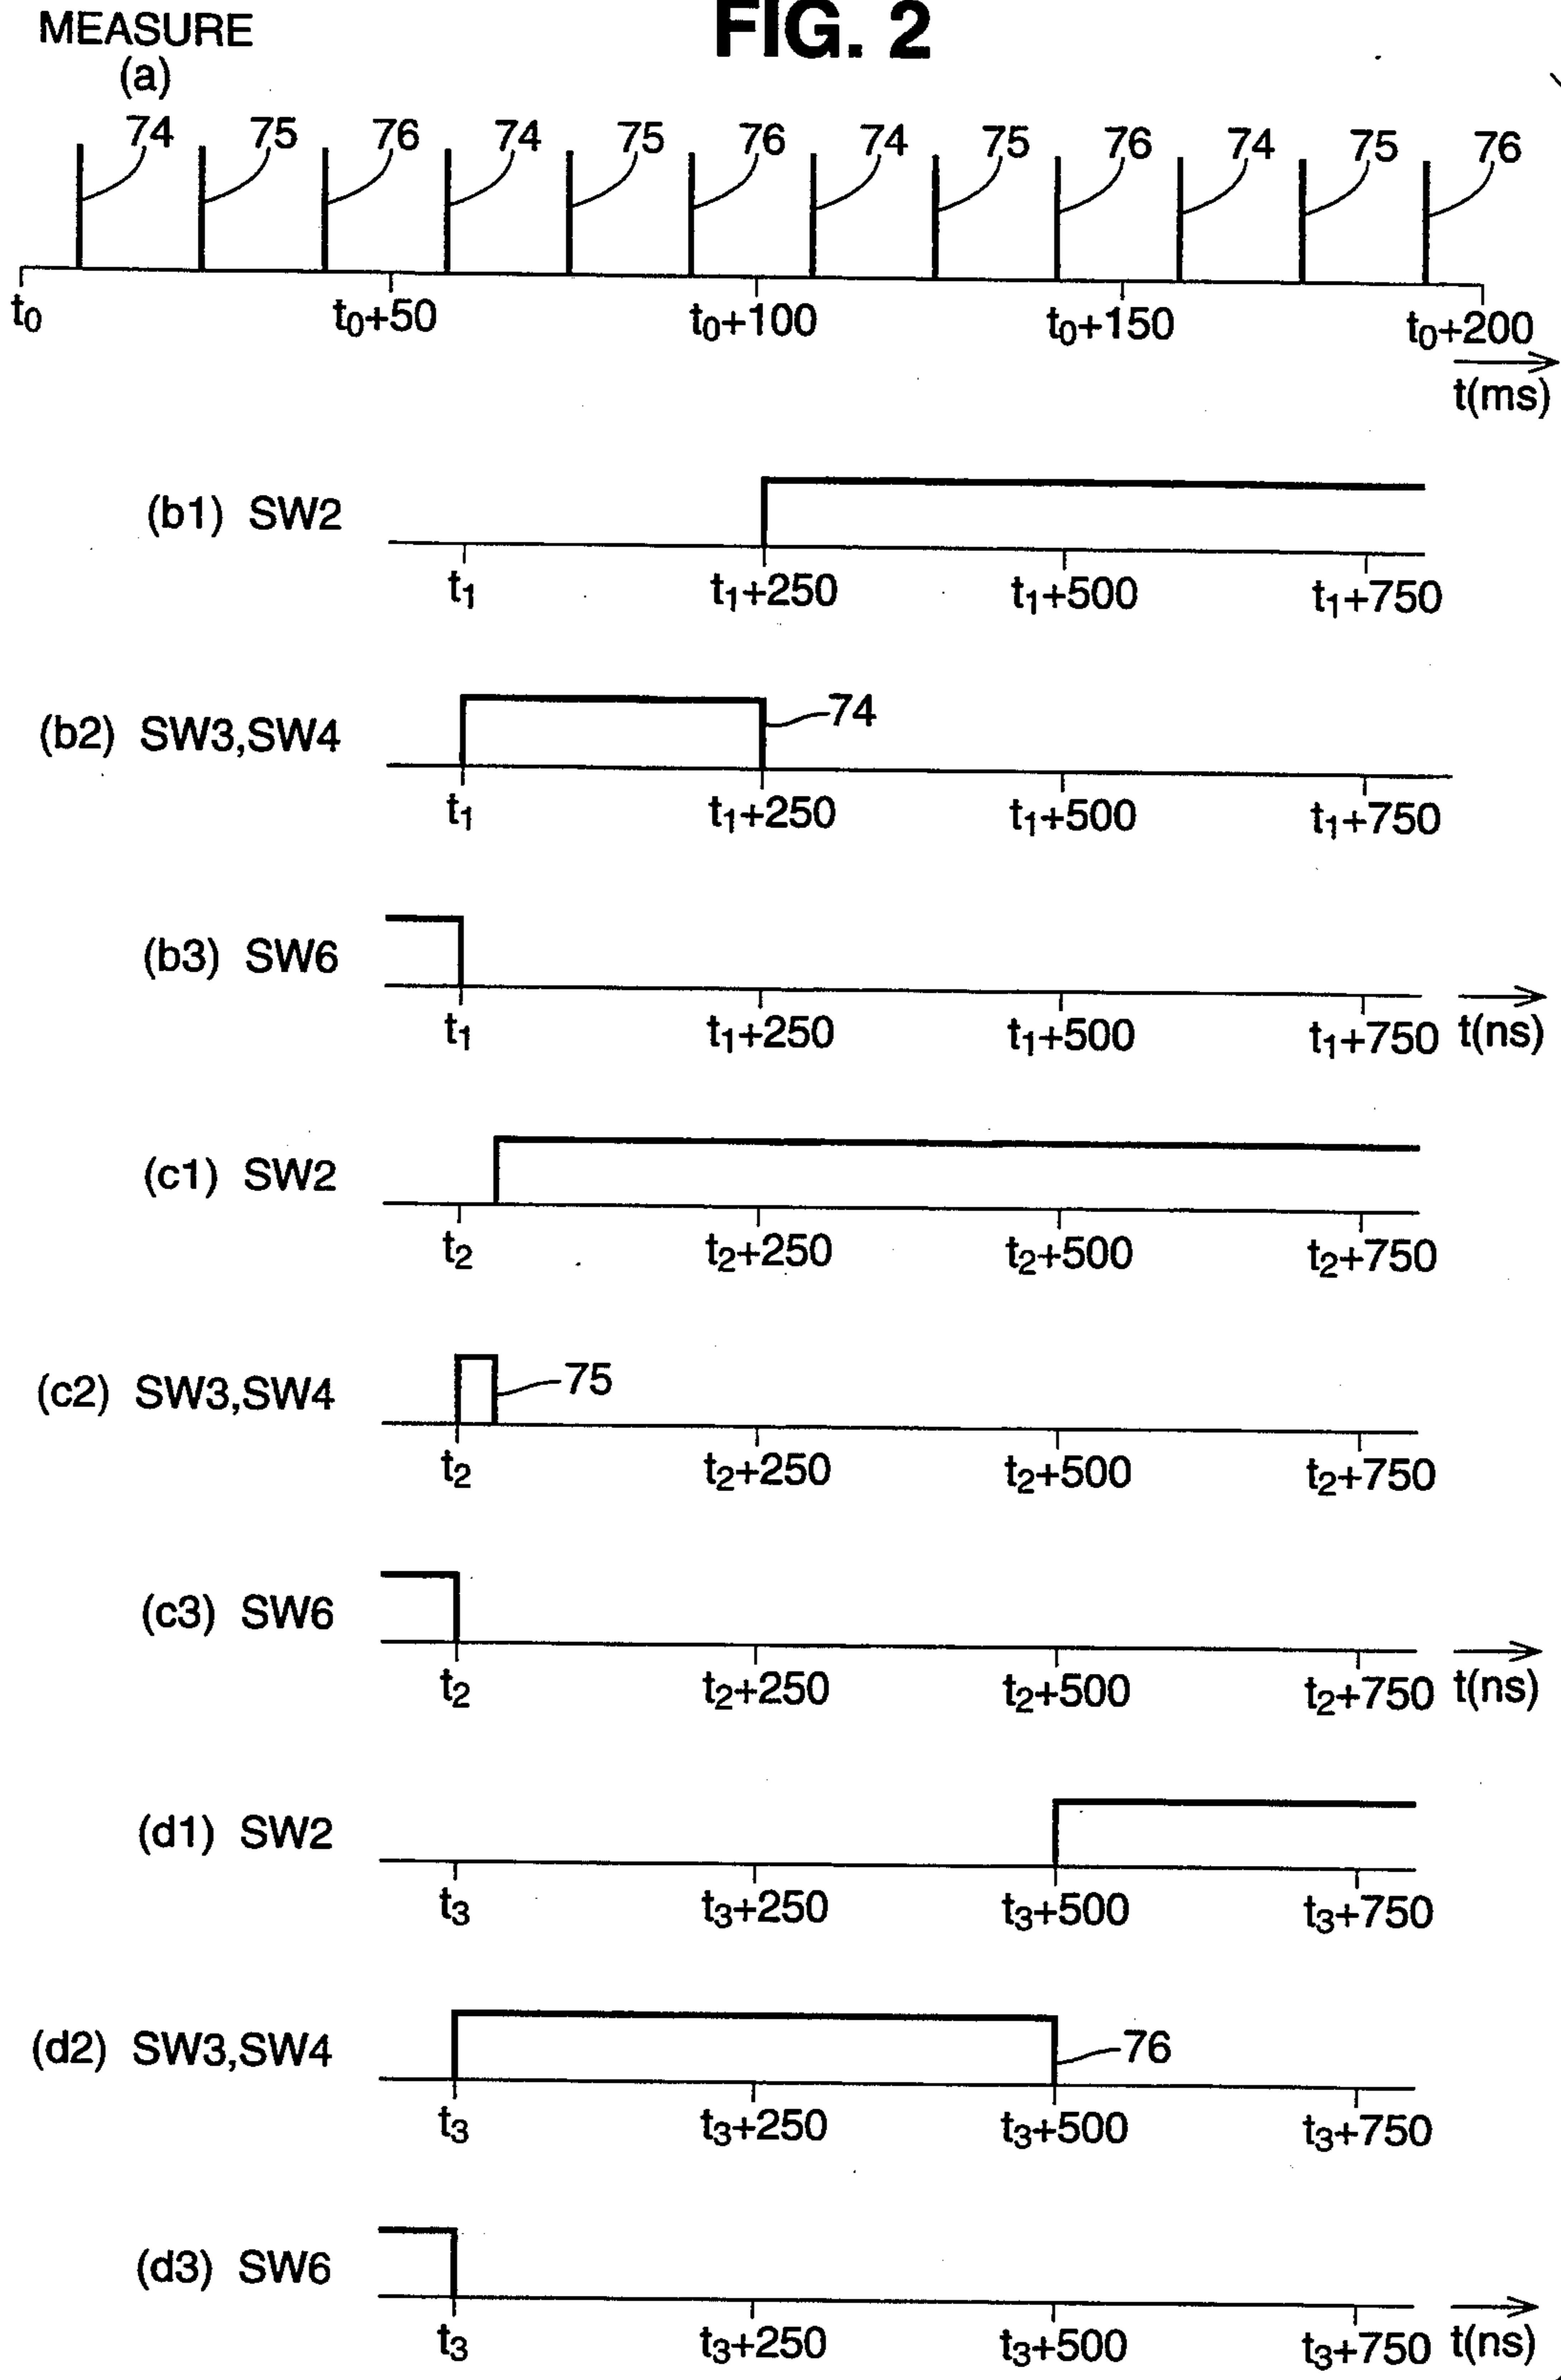 FIG. 2
MEASURE
(a)
74 75 76 74 75 76 74 75 76 74 75 76
t0 t0+50 t0+100 t0+150 t0+200
t(ms)
(b1) SW2
t1 t1+250 t1+500 t1+750
(b2) SW3,SW4
74
t1 t1+250 t1+500 t1+750
(b3) SW6
t1 t1+250 t1+500 t1+750 t(ns)
(c1) SW2
t2 t2+250 t2+500 t2+750
(c2) SW3,SW4
75
t2 t2+250 t2+500 t2+750
(c3) SW6
t2 t2+250 t2+500 t2+750 t(ns)
(d1) SW2
t3 t3+250 t3+500 t3+750
(d2) SW3,SW4
76
t3 t3+250 t3+500 t3+750
(d3) SW6
t3 t3+250 t3+500 t3+750 t(ns)